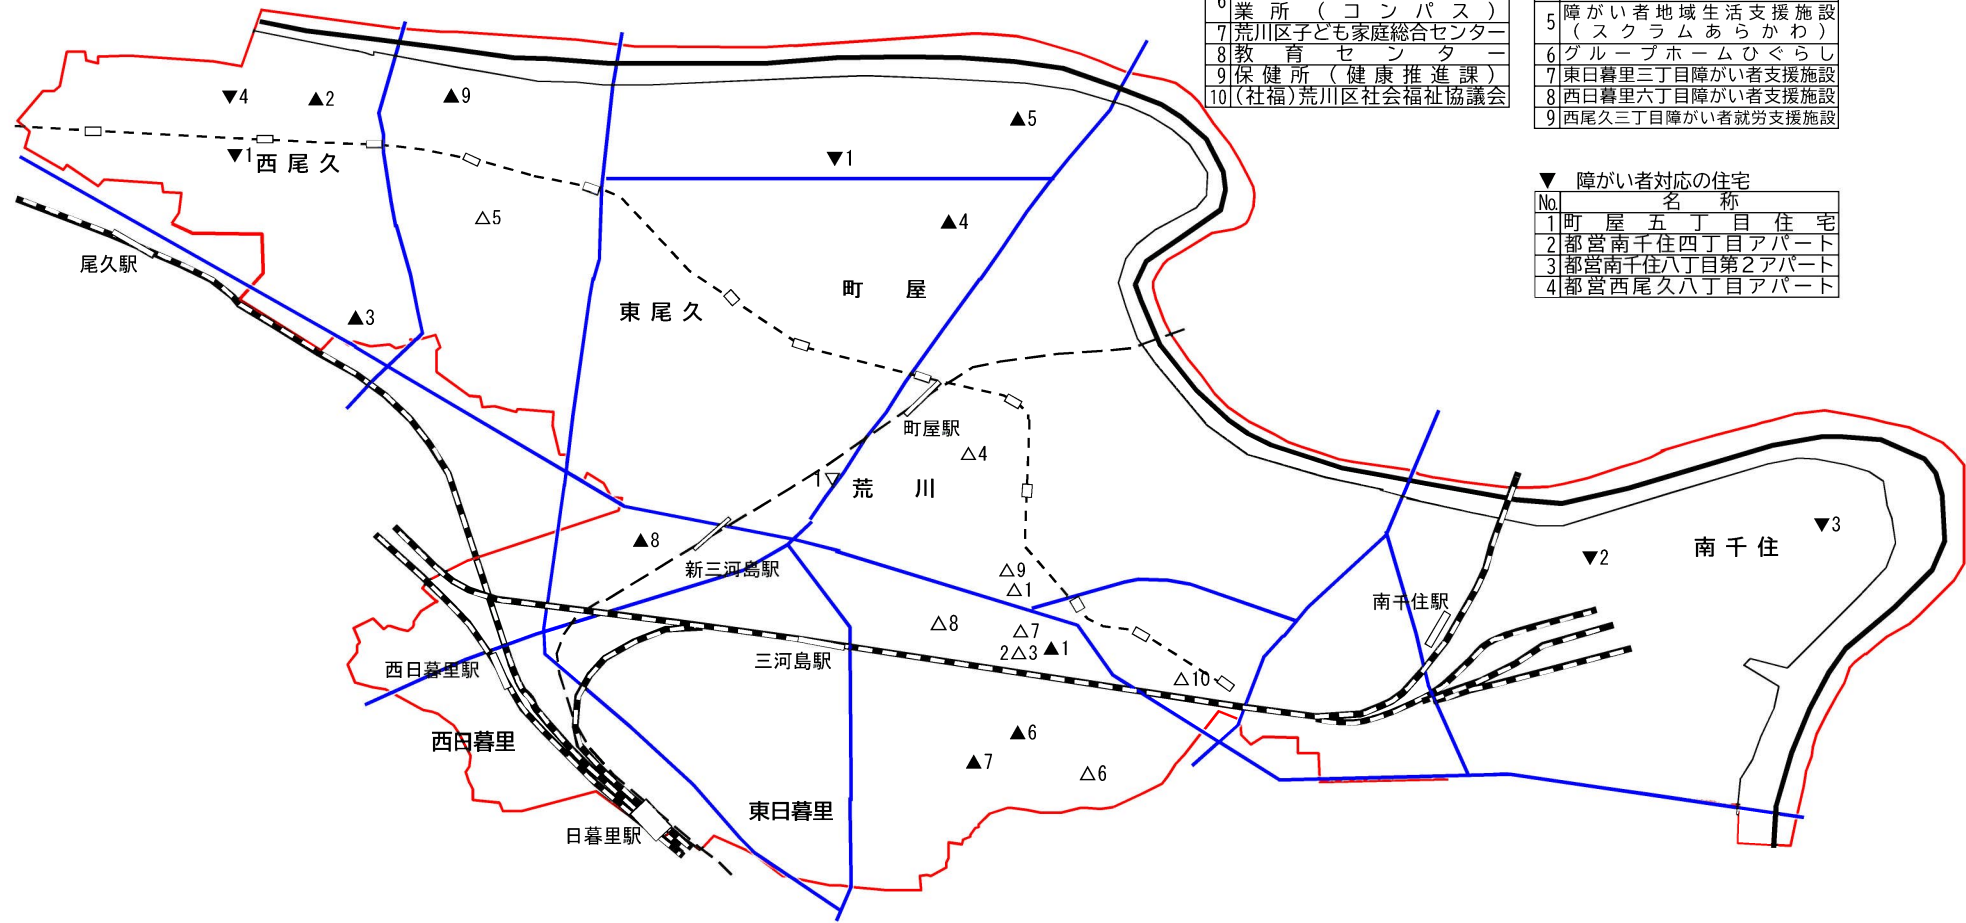 6
業所（コンパス）
7 荒川区子ども家庭総合センター
8 教育センター
9 保健所（健康推進課）
10 (社福)荒川区社会福祉協議会
5 障がい者地域生活支援施設
（スクラムあらかわ）
6 グループホームひぐらし
7 東日暮里三丁目障がい者支援施設
8 西日暮里六丁目障がい者支援施設
9 西尾久三丁目障がい者就労支援施設
▼ 障がい者対応の住宅
No. 名称
1 町屋五丁目住宅
2 都営南千住四丁目アパート
3 都営南千住八丁目第2アパート
4 都営西尾久八丁目アパート
▼4
▲2
▲9
▲5
▼1
西尾久
▼1
△5
▲4
尾久駅
町屋
東尾久
▲3
町屋駅
△4
1▽
荒川
▲8
新三河島駅
△9
△1
△8
△7
2△3
▲1
三河島駅
△10
西日暮里駅
南千住駅
▼2
南千住
▼3
西日暮里
▲6
▲7
△6
東日暮里
日暮里駅